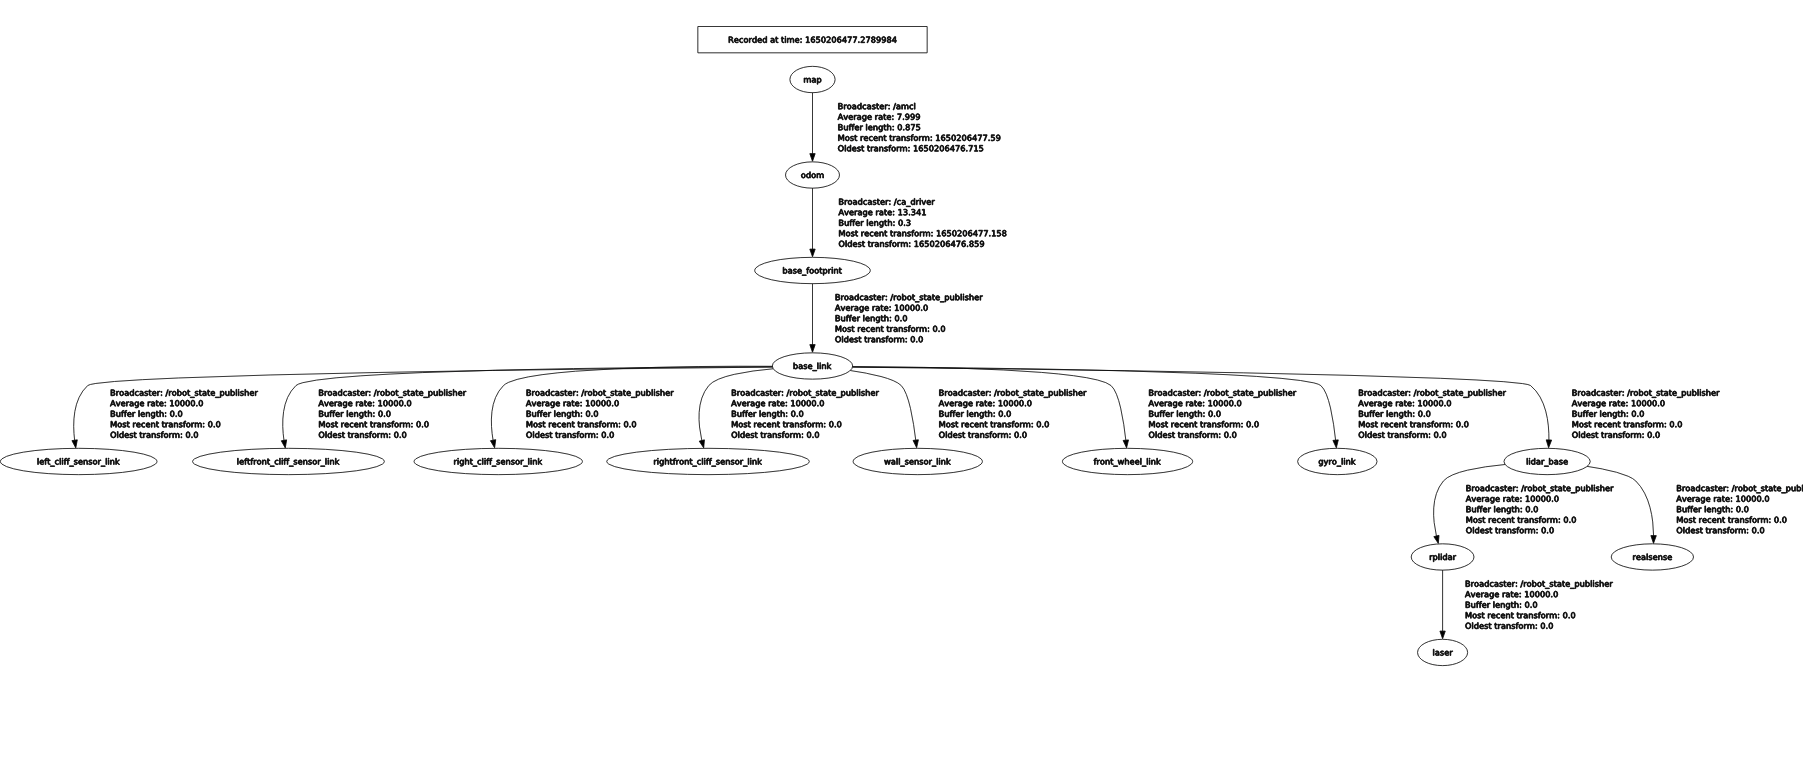 Recorded at time: 1650206477.2789984
map
Broadcaster: /amcl
Average rate: 7.999
Buffer length: 0.875
Most recent transform: 1650206477.59
Oldest transform: 1650206476.715
odom
Broadcaster: /ca_driver
Average rate: 13.341
Buffer length: 0.3
Most recent transform: 1650206477.158
Oldest transform: 1650206476.859
base_footprint
Broadcaster: /robot_state_publisher
Average rate: 10000.0
Buffer length: 0.0
Most recent transform: 0.0
Oldest transform: 0.0
base_link
Broadcaster: /robot_state_publisher
Average rate: 10000.0
Buffer length: 0.0
Most recent transform: 0.0
Oldest transform: 0.0
Broadcaster: /robot_state_publisher
Average rate: 10000.0
Buffer length: 0.0
Most recent transform: 0.0
Oldest transform: 0.0
Broadcaster: /robot_state_publisher
Average rate: 10000.0
Buffer length: 0.0
Most recent transform: 0.0
Oldest transform: 0.0
Broadcaster: /robot_state_publisher
Average rate: 10000.0
Buffer length: 0.0
Most recent transform: 0.0
Oldest transform: 0.0
Broadcaster: /robot_state_publisher
Average rate: 10000.0
Buffer length: 0.0
Most recent transform: 0.0
Oldest transform: 0.0
Broadcaster: /robot_state_publisher
Average rate: 10000.0
Buffer length: 0.0
Most recent transform: 0.0
Oldest transform: 0.0
Broadcaster: /robot_state_publisher
Average rate: 10000.0
Buffer length: 0.0
Most recent transform: 0.0
Oldest transform: 0.0
Broadcaster: /robot_state_publisher
Average rate: 10000.0
Buffer length: 0.0
Most recent transform: 0.0
Oldest transform: 0.0
left_cliff_sensor_link
leftfront_cliff_sensor_link
right_cliff_sensor_link
rightfront_cliff_sensor_link
wall_sensor_link
front_wheel_link
gyro_link
lidar_base
Broadcaster: /robot_state_publisher
Average rate: 10000.0
Buffer length: 0.0
Most recent transform: 0.0
Oldest transform: 0.0
Broadcaster: /robot_state_publ
Average rate: 10000.0
Buffer length: 0.0
Most recent transform: 0.0
Oldest transform: 0.0
rplidar
realsense
Broadcaster: /robot_state_publisher
Average rate: 10000.0
Buffer length: 0.0
Most recent transform: 0.0
Oldest transform: 0.0
laser